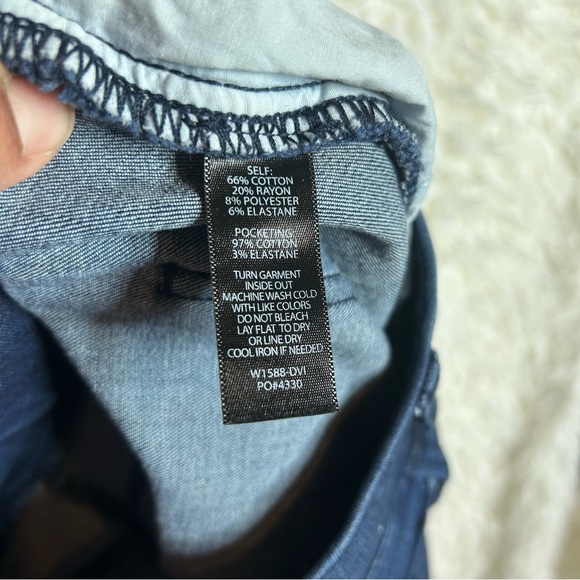 SELF:
66% COTTON
20% RAYON
8% POLYESTER
6% ELASTANE
POCKETING
97% COTTON
3% ELASTANE
TURN GARMENT
INSIDE OUT
MACHINE WASH COLD
WITH LIKE COLORS
DO NOT BLEACH
LAY FLAT TO DRY
OR LINE DRY
COOL IRON IF NEEDED
W1588-DVI
PO#4330